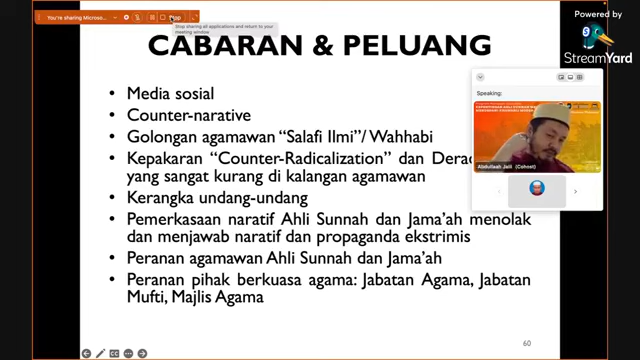 You're sharing Microso...
Stop
Stop sharing all applications and return to your
meeting window
Powered by
StreamYard
CABARAN & PELUANG
Speaking:
Abdullaah Jalil (Cohost)
• Media sosial
• Counter-narative
• Golongan agamawan “Salafi Ilmi”/ Wahhabi
• Kepakaran “Counter-Radicalization” dan
yang sangat kurang di kalangan agamawan
• Kerangka undang-undang
• Pemerkasaan naratif Ahli Sunnah dan Jama’ah menolak
dan menjawab naratif dan propaganda ekstrimis
• Peranan agamawan Ahli Sunnah dan Jama’ah
• Peranan pihak berkuasa agama: Jabatan Agama, Jabatan
Mufti, Majlis Agama
60